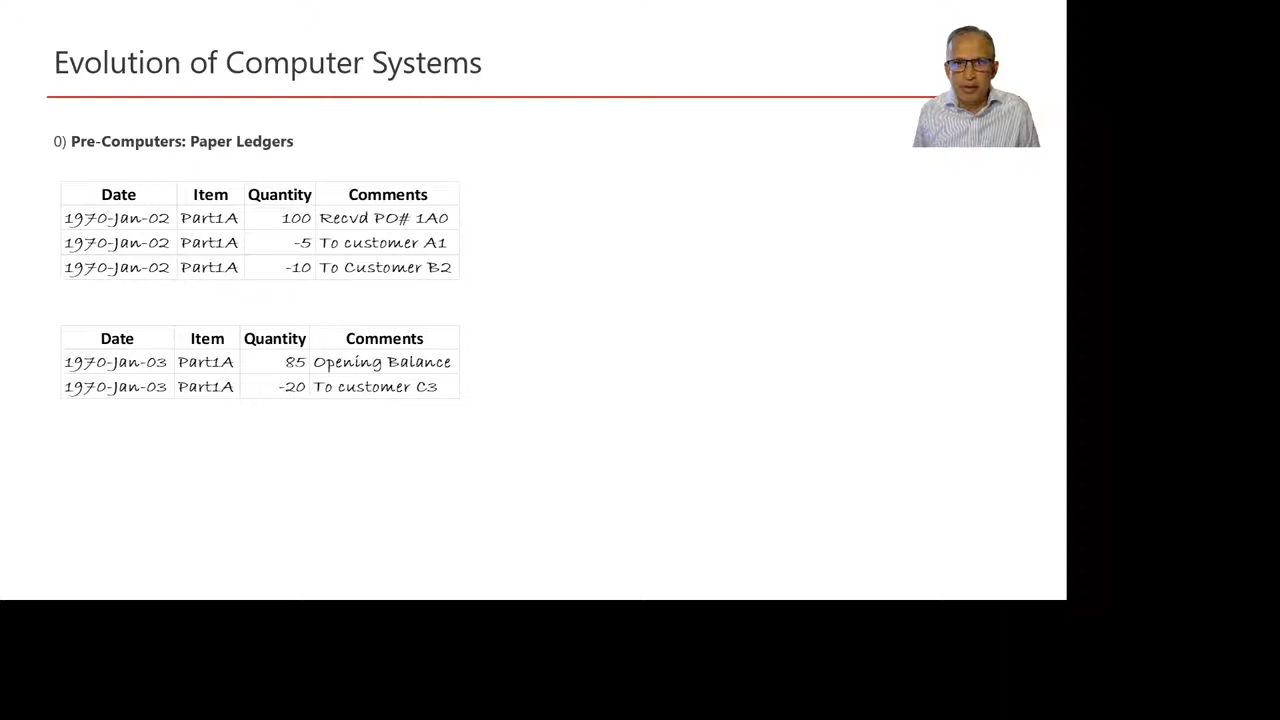 Evolution of Computer Systems
0) Pre-Computers: Paper Ledgers
Date Item Quantity Comments
1970-Jan-02 Part1A 100 Recvd PO# 1A0
1970-Jan-02 Part1A -5 To customer A1
1970-Jan-02 Part1A -10 To Customer B2
Date Item Quantity Comments
1970-Jan-03 Part1A 85 Opening Balance
1970-Jan-03 Part1A -20 To customer C3